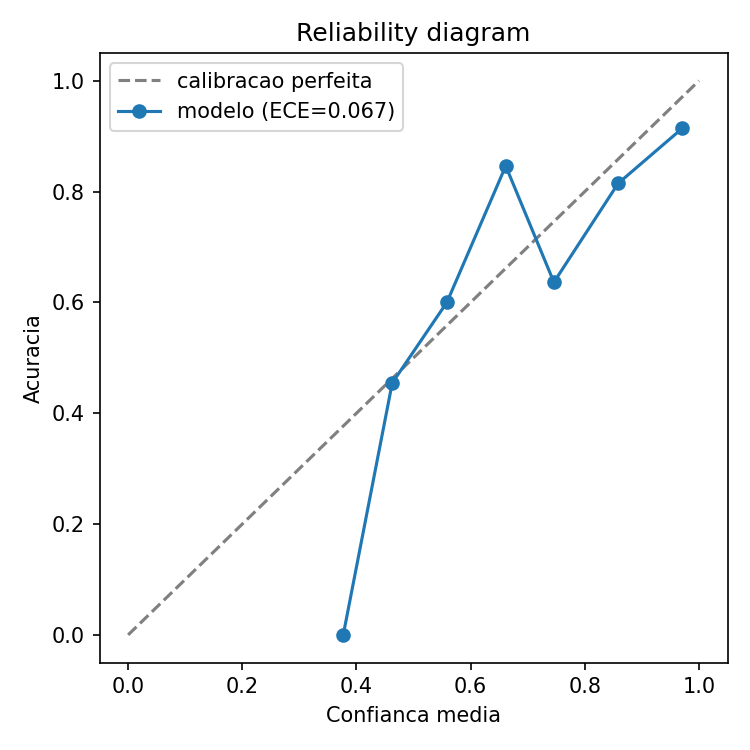 Reliability diagram
calibracao perfeita
modelo (ECE=0.067)
1.0
0.8
0.6
0.4
0.2
0.0
Acuracia
0.0 0.2 0.4 0.6 0.8 1.0
Confianca media